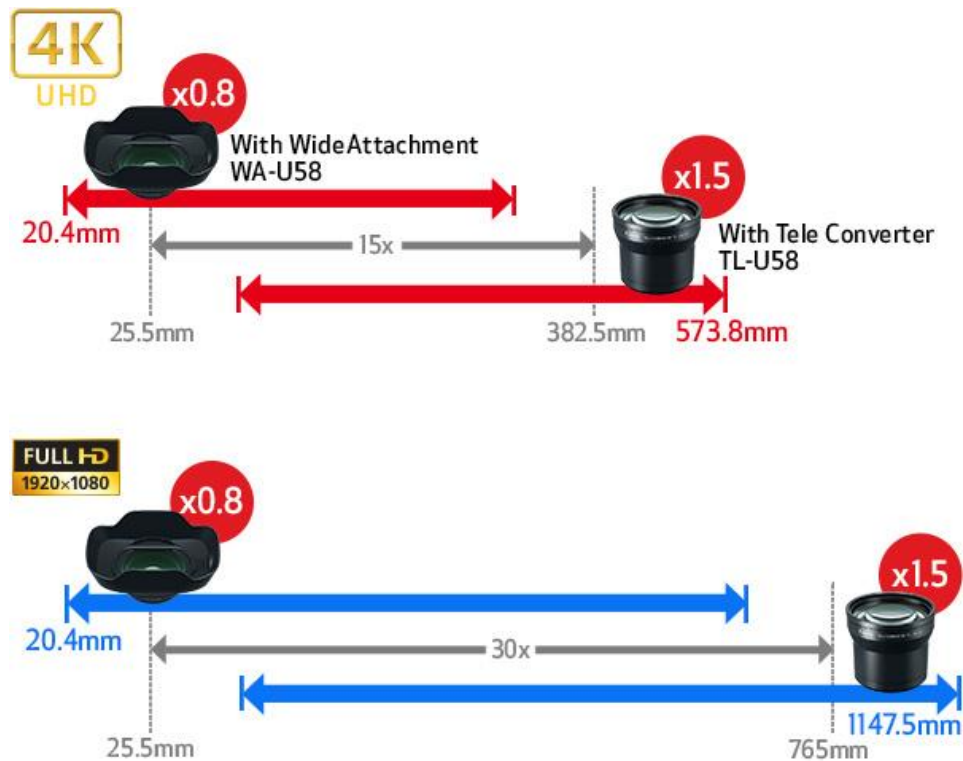 4K
UHD
x0.8
With Wide Attachment
WA-U58
x1.5
20.4mm
15x
With Tele Converter
TL-U58
25.5mm
382.5mm
573.8mm
FULL HD
1920×1080
x0.8
x1.5
20.4mm
30x
1147.5mm
25.5mm
765mm